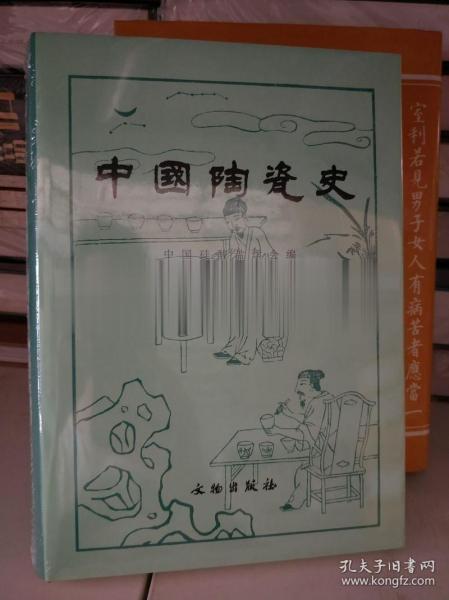 中國陶瓷史
中国硅酸盐学会编
文物出版社
室利若見男子女人有病苦者應當一
孔夫子旧书网
www.kongfz.com